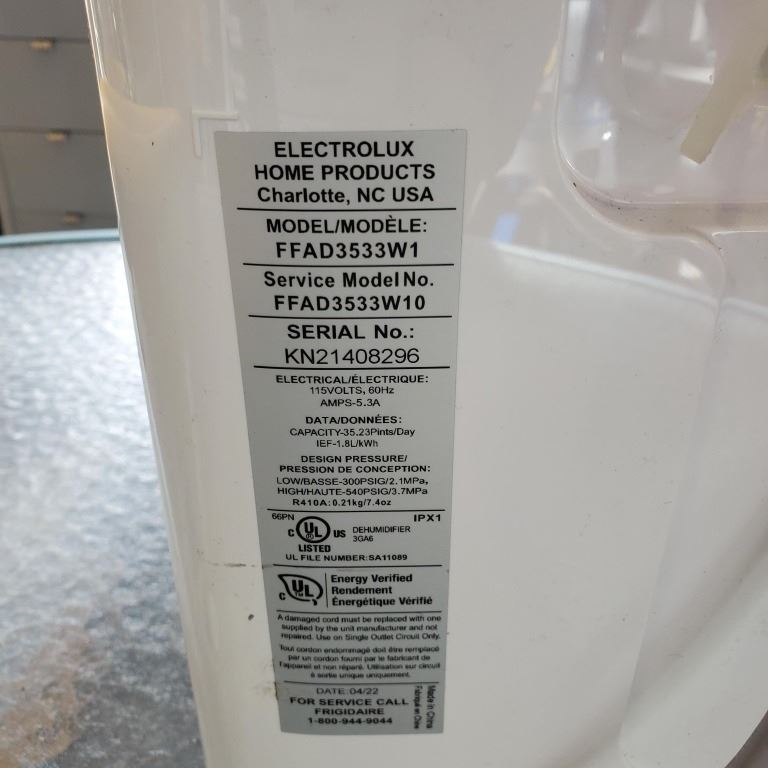 ELECTROLUX
HOME PRODUCTS
Charlotte, NC USA
MODEL/MODÈLE:
FFAD3533W1
Service Model No.
FFAD3533W10
SERIAL No.:
KN21408296
ELECTRICAL/ÉLECTRIQUE:
115VOLTS, 60Hz
AMPS-5.3A
DATA/DONNÉES:
CAPACITY-35.23Pints/Day
IEF-1.8L/kWh
DESIGN PRESSURE/
PRESSION DE CONCEPTION:
LOW/BASSE-300PSIG/2.1MPa,
HIGH/HAUTE-540PSIG/3.7MPa
R410A:0.21kg/7.4oz
66PN IPX1
C UL US DEHUMIDIFIER
3GA6
LISTED
UL FILE NUMBER:SA11089
C UL TM Energy Verified
Rendement
Énergétique Vérifié
A damaged cord must be replaced with one
supplied by the unit manufacturer and not
repaired. Use on Single Outlet Circuit Only.
Tout cordon endommagé doit être remplacé
par un cordon fourni par le fabricant de
l'appareil et non réparé. Utilisation sur circuit
à sortie unique uniquement.
DATE:04/22
FOR SERVICE CALL
FRIGIDAIRE
1-800-944-9044
Made in China
Fabriqué en Chine